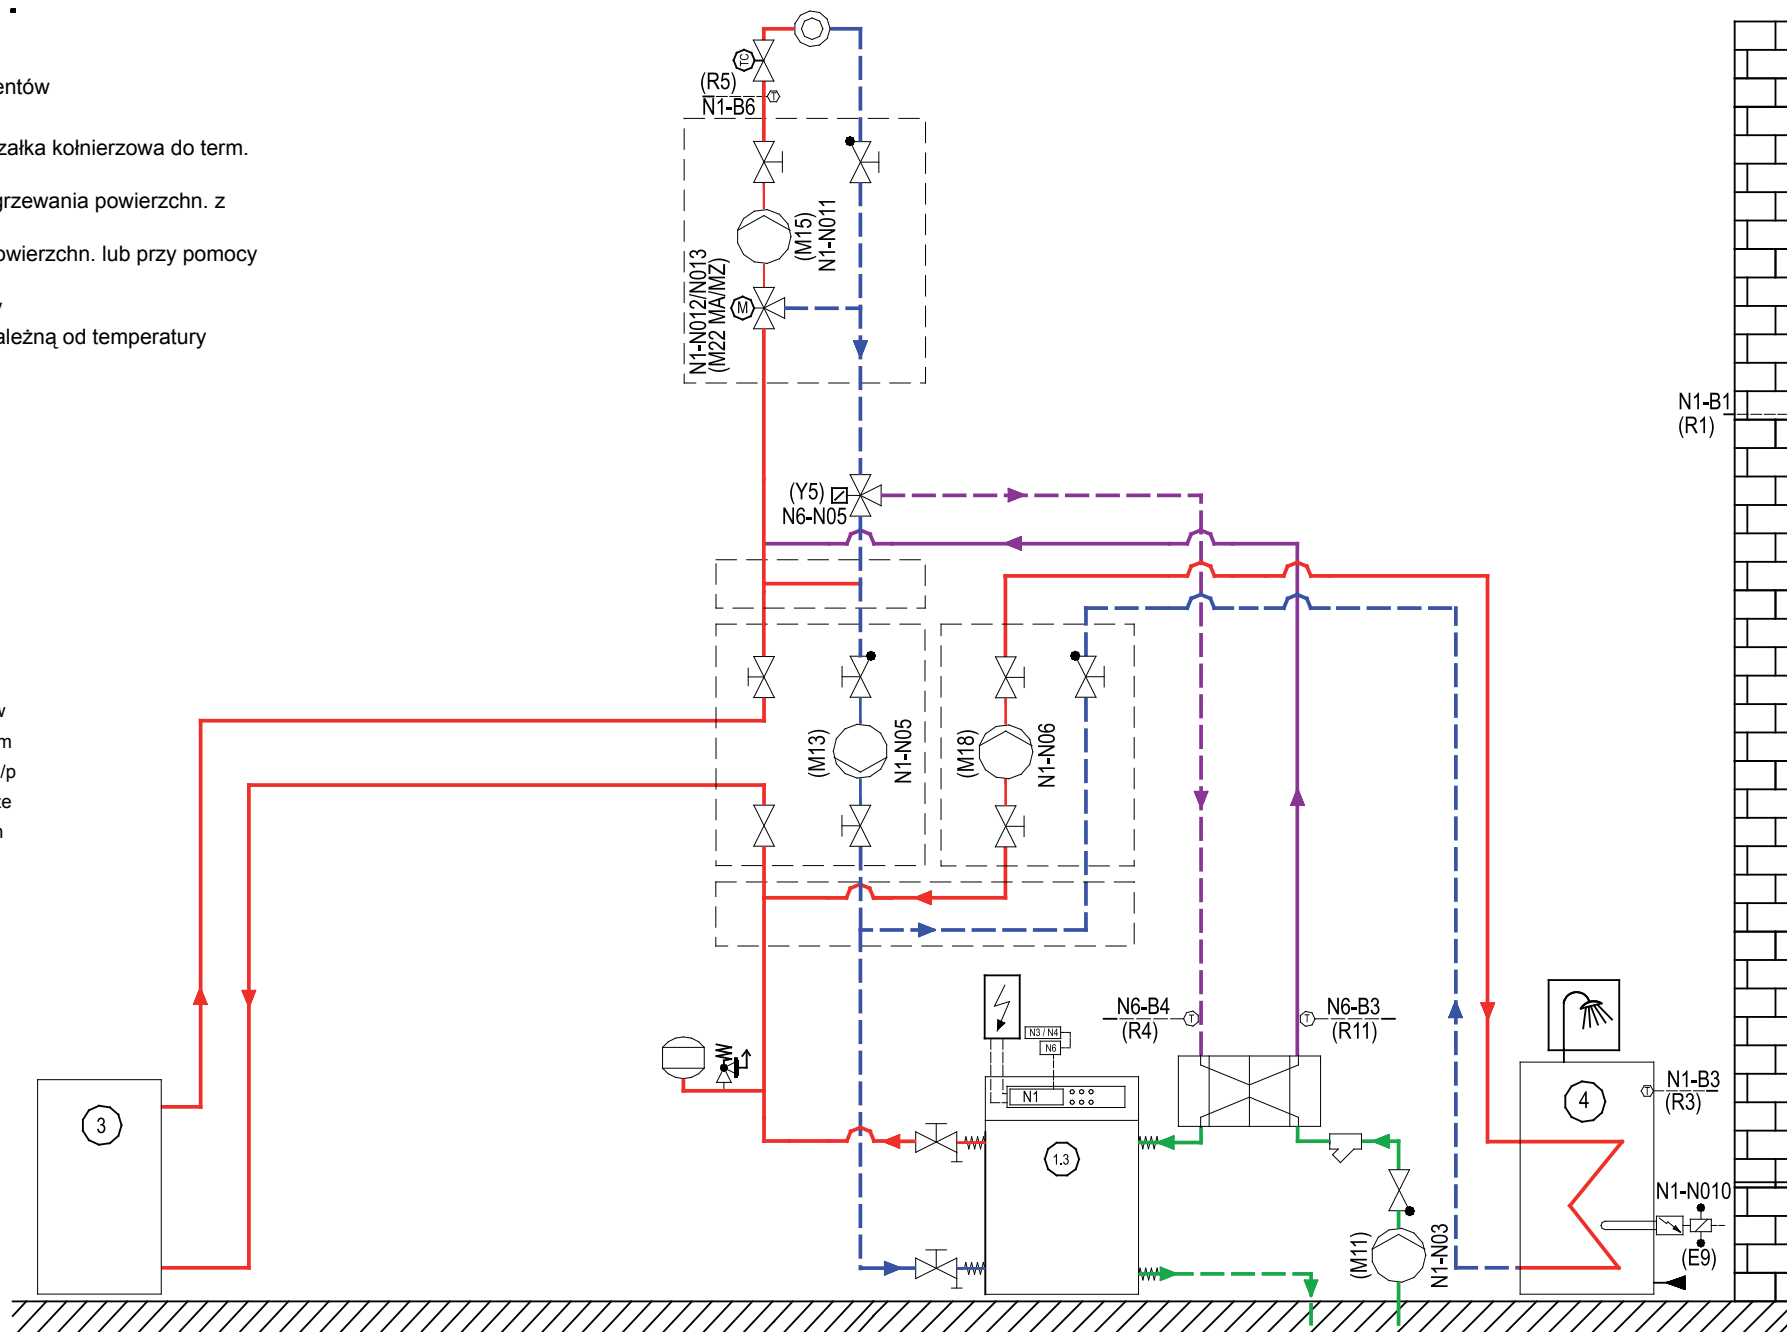 entów
załka kołnierzowa do term.
grzewania powierzchn. z
owierzchn. lub przy pomocy
y
ależną od temperatury
w
m
/p
te
n
TC
(R5)
N1-B6
T
(M15)
N1-N011
N1-N012/N013
(M22 MA/MZ)
M
N1-B1
(R1)
(Y5)
N6-N05
(M13)
N1-N05
(M18)
N1-N06
N6-B4
(R4)
T
N6-B3
(R11)
T
N3 / N4
N6
N1
1.3
3
4
T
N1-B3
(R3)
N1-N010
(E9)
(M11)
N1-N03